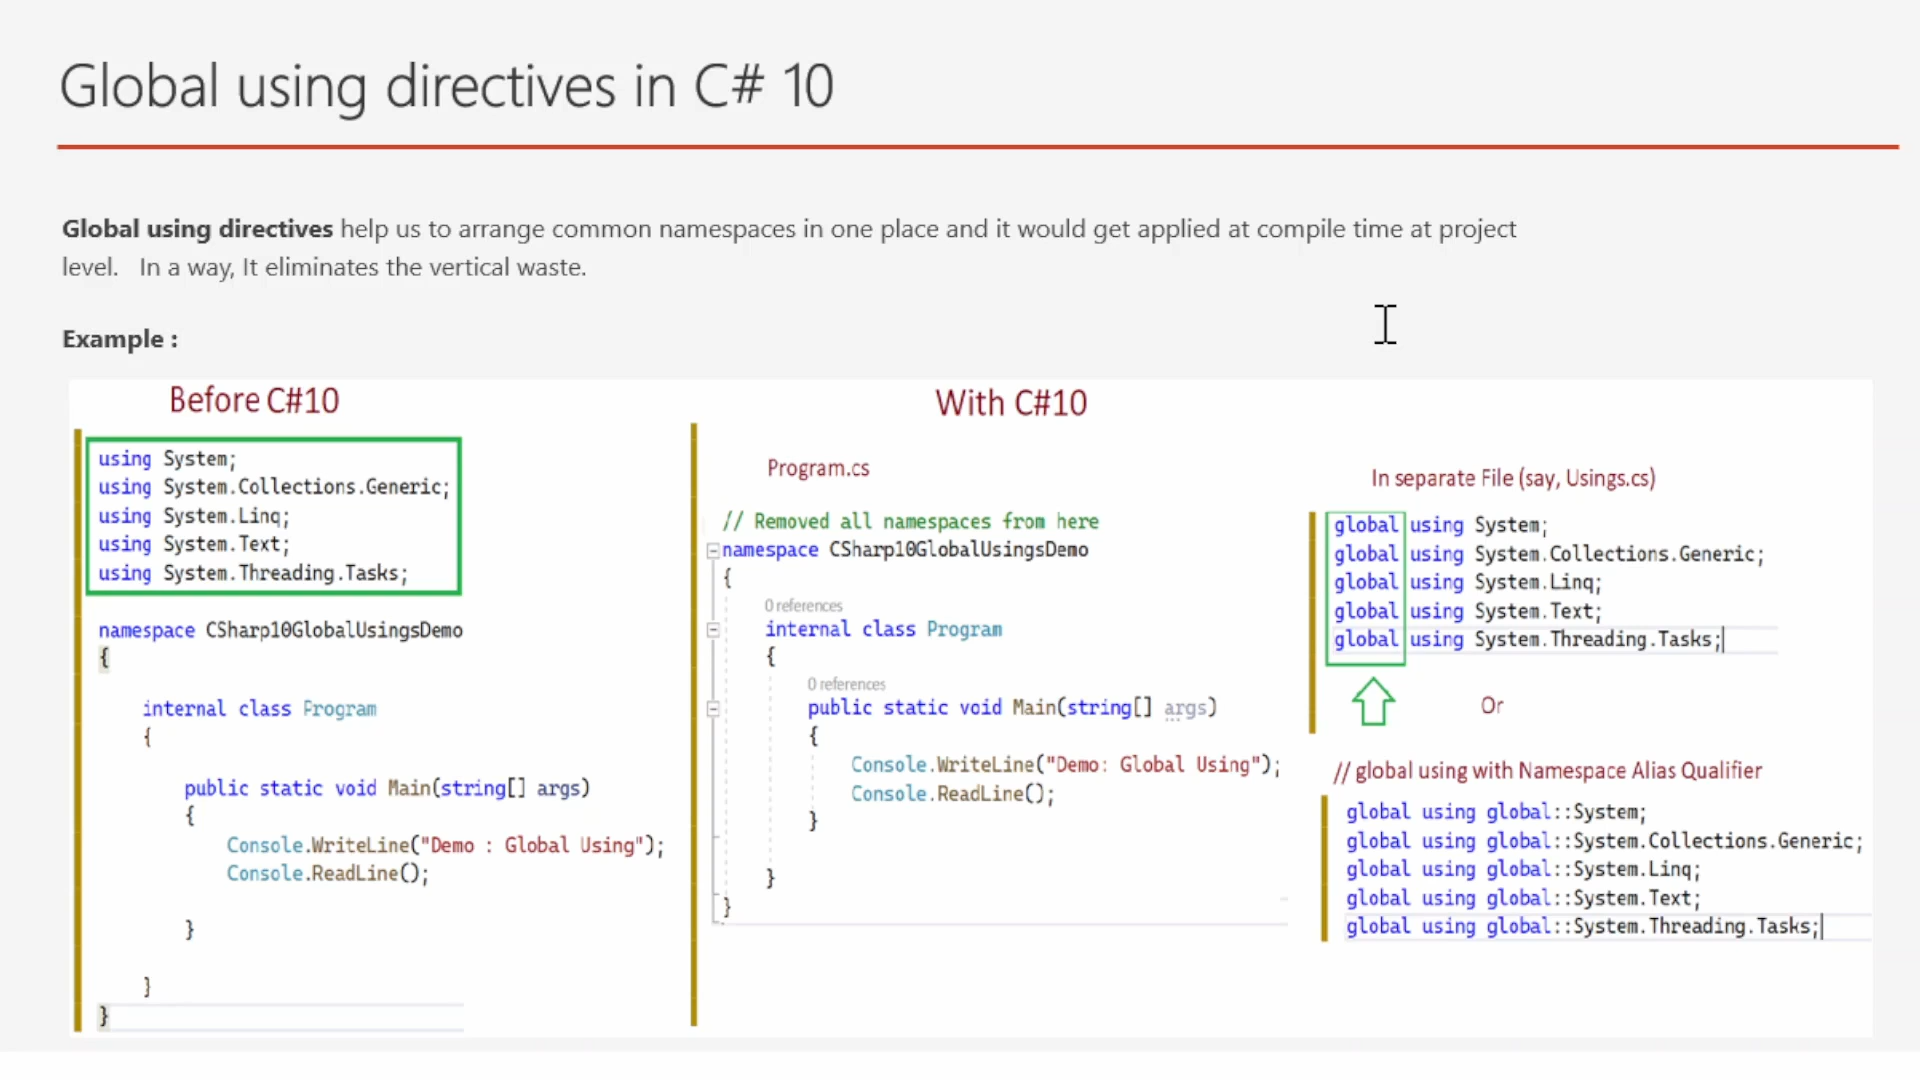 Global using directives in C# 10
Global using directives help us to arrange common namespaces in one place and it would get applied at compile time at project
level. In a way, It eliminates the vertical waste.
Example :
Before C#10
using System;
using System.Collections.Generic;
using System.Linq;
using System.Text;
using System.Threading.Tasks;
namespace CSharp10GlobalUsingsDemo
{
internal class Program
{
public static void Main(string[] args)
{
Console.WriteLine("Demo : Global Using");
Console.ReadLine();
}
}
}
With C#10
Program.cs
// Removed all namespaces from here
namespace CSharp10GlobalUsingsDemo
{
0 references
internal class Program
{
0 references
public static void Main(string[] args)
{
Console.WriteLine("Demo: Global Using");
Console.ReadLine();
}
}
}
In separate File (say, Usings.cs)
global using System;
global using System.Collections.Generic;
global using System.Linq;
global using System.Text;
global using System.Threading.Tasks;
Or
// global using with Namespace Alias Qualifier
global using global::System;
global using global::System.Collections.Generic;
global using global::System.Linq;
global using global::System.Text;
global using global::System.Threading.Tasks;